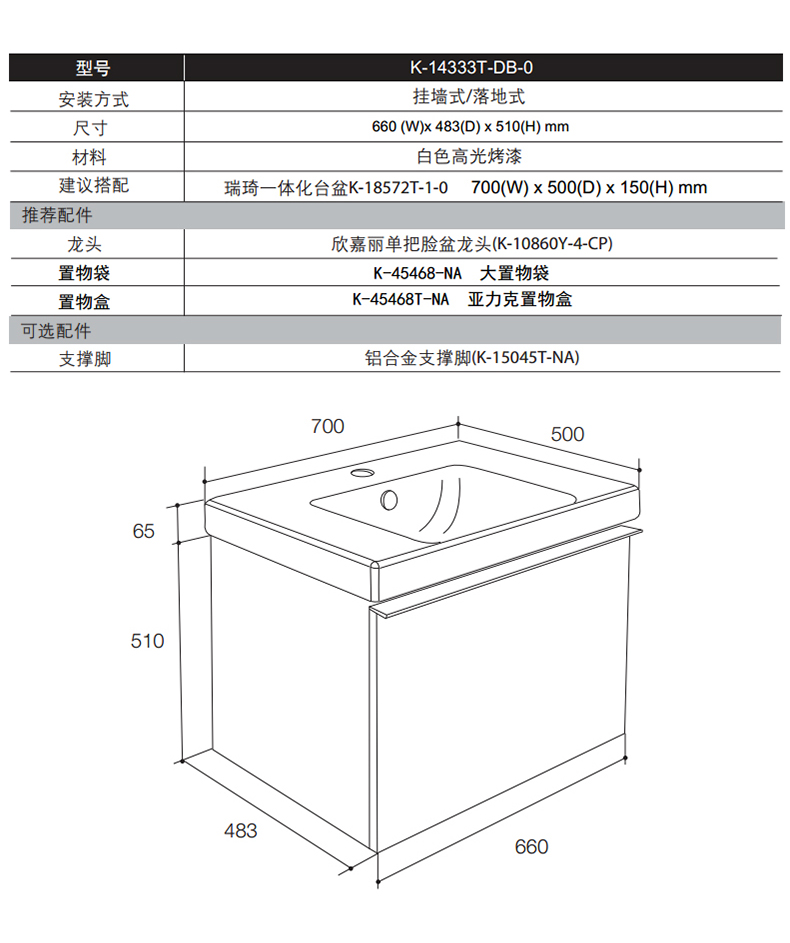 型号 K-14333T-DB-0
安装方式 挂墙式/落地式
尺寸 660 (W)x 483(D) x 510(H) mm
材料 白色高光烤漆
建议搭配 瑞琦一体化台盆K-18572T-1-0 700(W) x 500(D) x 150(H) mm
推荐配件
龙头 欣嘉丽单把脸盆龙头(K-10860Y-4-CP)
置物袋 K-45468-NA 大置物袋
置物盒 K-45468T-NA 亚力克置物盒
可选配件
支撑脚 铝合金支撑脚(K-15045T-NA)
700
500
65
510
483
660